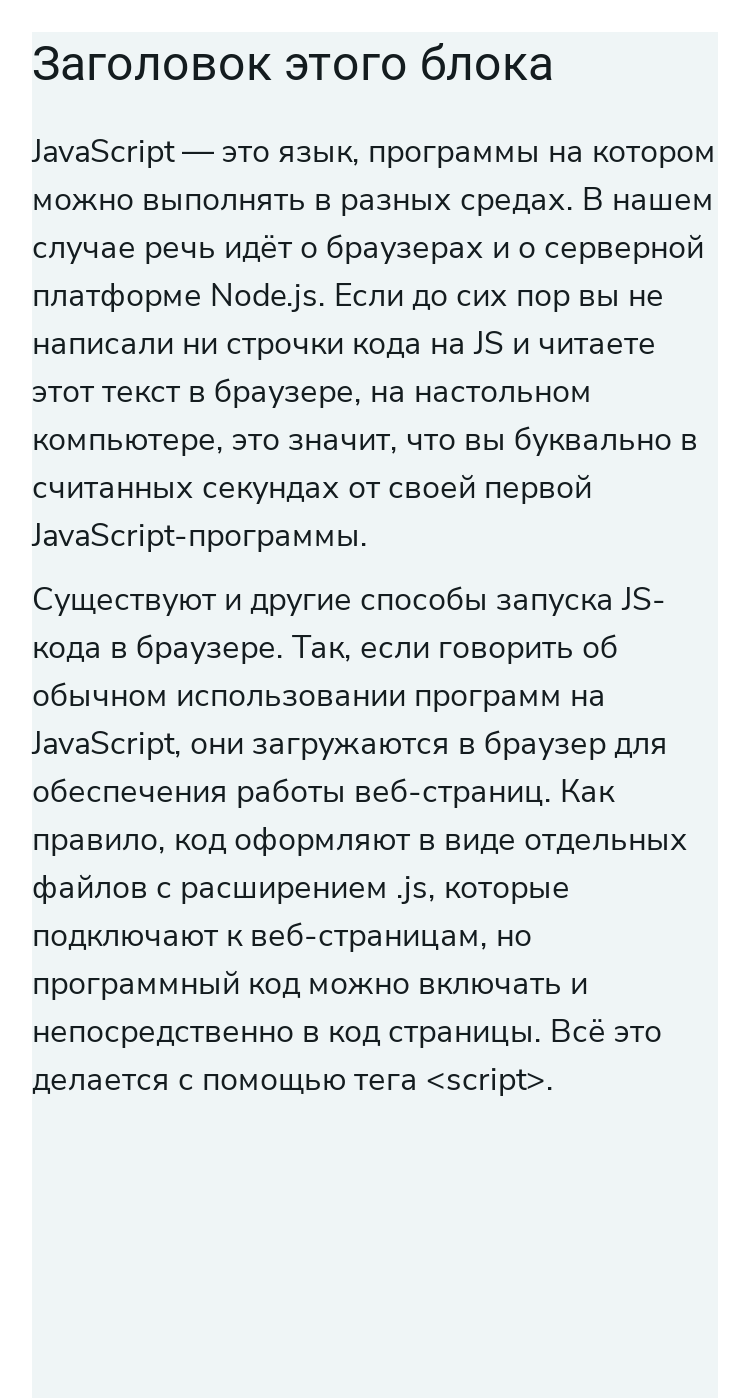 Заголовок этого блока
JavaScript — это язык, программы на котором
можно выполнять в разных средах. В нашем
случае речь идёт о браузерах и о серверной
платформе Node.js. Если до сих пор вы не
написали ни строчки кода на JS и читаете
этот текст в браузере, на настольном
компьютере, это значит, что вы буквально в
считанных секундах от своей первой
JavaScript-программы.
Существуют и другие способы запуска JS-
кода в браузере. Так, если говорить об
обычном использовании программ на
JavaScript, они загружаются в браузер для
обеспечения работы веб-страниц. Как
правило, код оформляют в виде отдельных
файлов с расширением .js, которые
подключают к веб-страницам, но
программный код можно включать и
непосредственно в код страницы. Всё это
делается с помощью тега <script>.